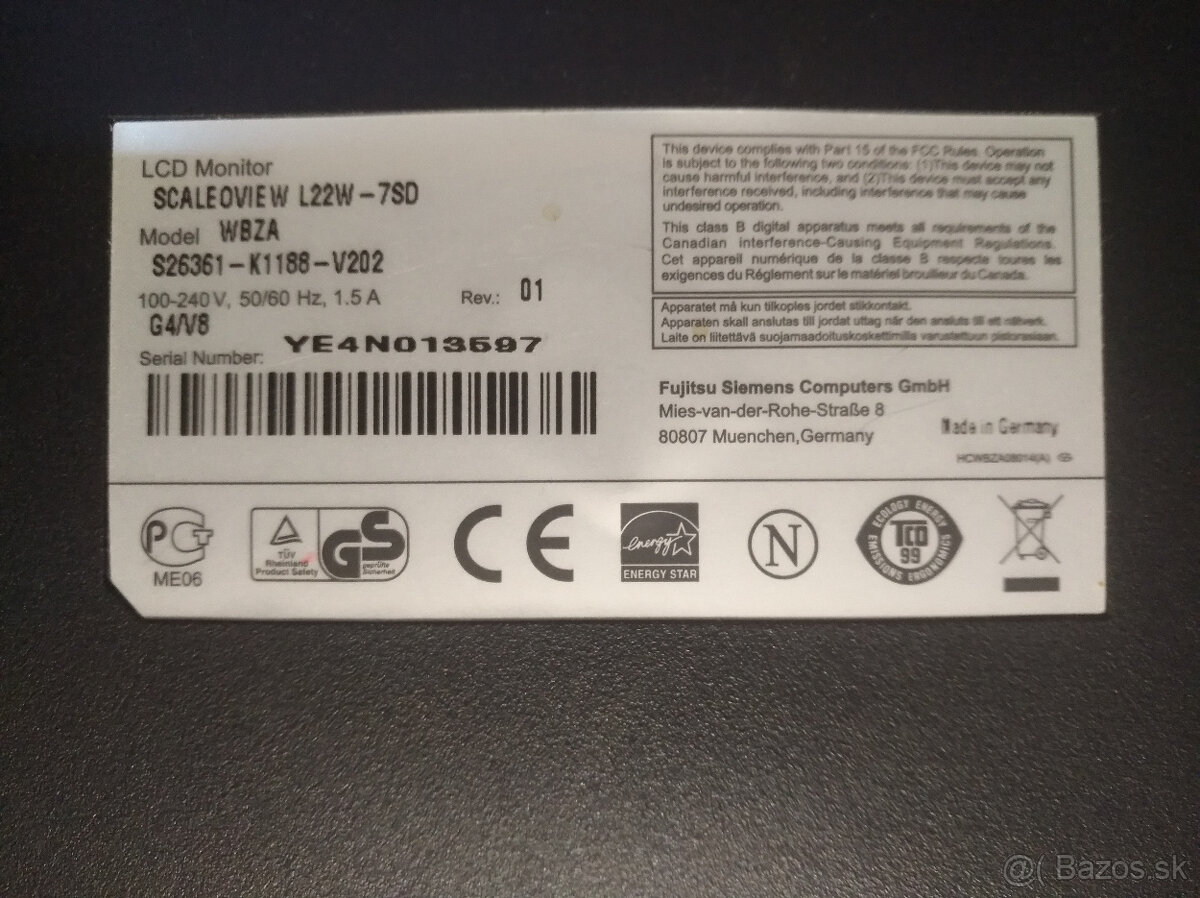 LCD Monitor
SCALEOVIEW L22W-7SD
Model WBZA
S26361-K1188-V202
100-240V, 50/60 Hz, 1.5 A Rev.: 01
G4/V8
Serial Number: YE4N013597
This device complies with Part 15 of the FCC Rules. Operation
is subject to the following two conditions: (1)This device may not
cause harmful interference, and (2)This device must accept any
interference received, including interference that may cause
undesired operation.
This class B digital apparatus meets all requirements of the
Canadian Interference-Causing Equipment Regulations.
Cet appareil numérique de la classe B respecte toutes les
exigences du Réglement sur le matériel brouilleur du Canada.
Apparatet må kun tilkoples jordet stikkontakt.
Apparaten skall anslutas till jordat uttag når den ansluts till ett nätverk.
Laite on liitettävä suojamaadoituskoskettimilla varustettuun pistorasiaan.
Fujitsu Siemens Computers GmbH
Mies-van-der-Rohe-Straße 8
80807 Muenchen,Germany
Made in Germany
PCT
ME06
TÜV
Rheinland
Product Safety
GS
geprüfte
Sicherheit
CE
energy
ENERGY STAR
N
ECOLOGY ENERGY
TCO
99
EMISSIONS ERGONOMICS
@( Bazos.sk